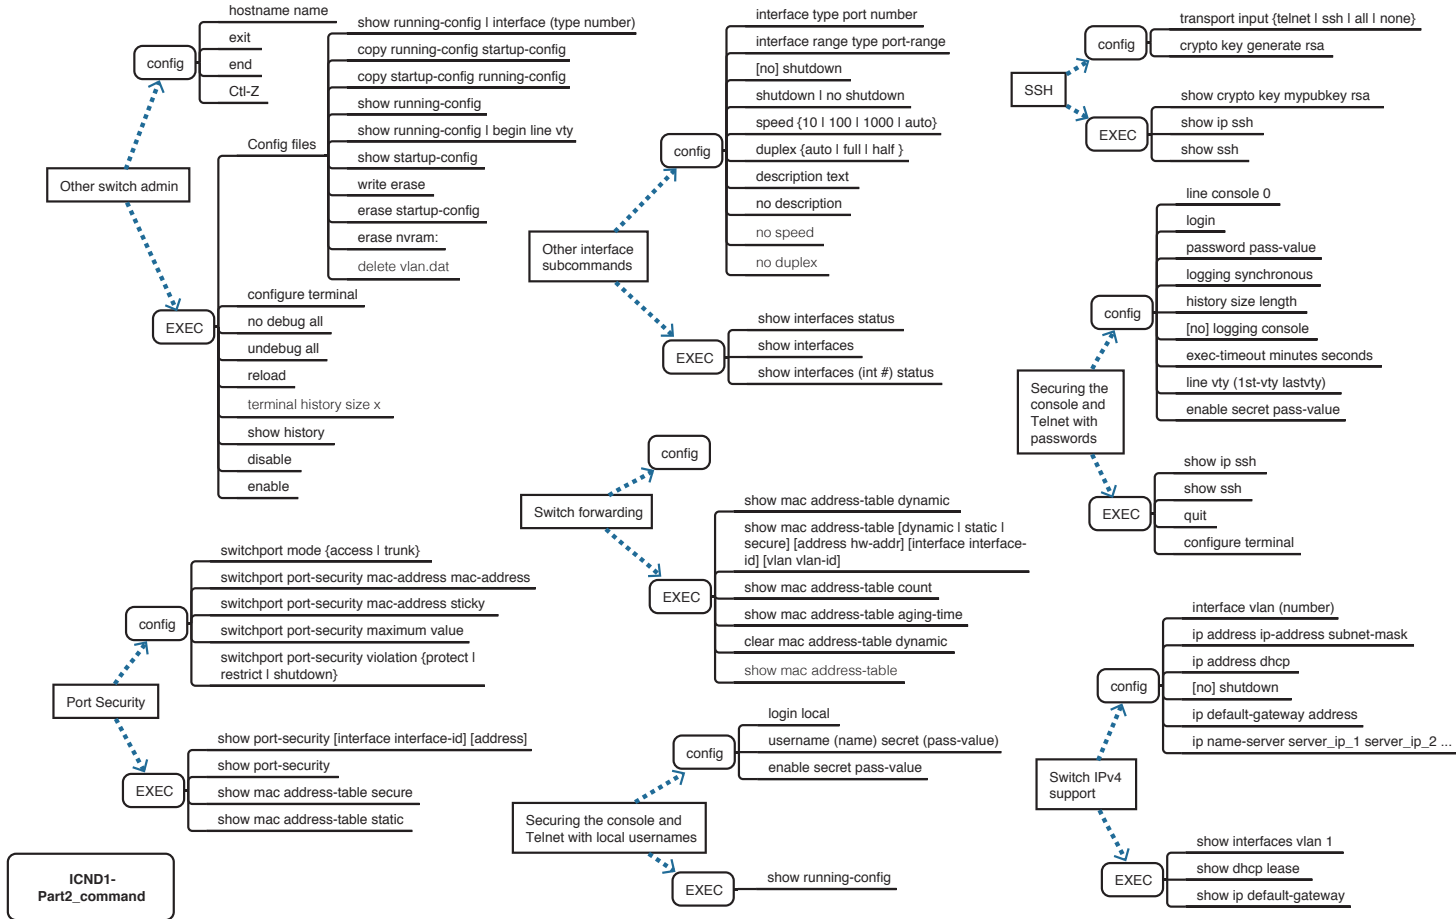 Other switch admin
config
hostname name
exit
end
Ctl-Z
EXEC
Config files
show running-config | interface (type number)
copy running-config startup-config
copy startup-config running-config
show running-config
show running-config | begin line vty
show startup-config
write erase
erase startup-config
erase nvram:
delete vlan.dat
configure terminal
no debug all
undebug all
reload
terminal history size x
show history
disable
enable
Port Security
config
switchport mode {access | trunk}
switchport port-security mac-address mac-address
switchport port-security mac-address sticky
switchport port-security maximum value
switchport port-security violation {protect |
restrict | shutdown}
EXEC
show port-security [interface interface-id] [address]
show port-security
show mac address-table secure
show mac address-table static
ICND1-
Part2_command
Other interface
subcommands
config
interface type port number
interface range type port-range
[no] shutdown
shutdown | no shutdown
speed {10 | 100 | 1000 | auto}
duplex {auto | full | half }
description text
no description
no speed
no duplex
EXEC
show interfaces status
show interfaces
show interfaces (int #) status
Switch forwarding
config
EXEC
show mac address-table dynamic
show mac address-table [dynamic | static |
secure] [address hw-addr] [interface interface-
id] [vlan vlan-id]
show mac address-table count
show mac address-table aging-time
clear mac address-table dynamic
show mac address-table
Securing the console and
Telnet with local usernames
config
login local
username (name) secret (pass-value)
enable secret pass-value
EXEC
show running-config
SSH
config
transport input {telnet | ssh | all | none}
crypto key generate rsa
EXEC
show crypto key mypubkey rsa
show ip ssh
show ssh
Securing the
console and
Telnet with
passwords
config
line console 0
login
password pass-value
logging synchronous
history size length
[no] logging console
exec-timeout minutes seconds
line vty (1st-vty lastvty)
enable secret pass-value
EXEC
show ip ssh
show ssh
quit
configure terminal
Switch IPv4
support
config
interface vlan (number)
ip address ip-address subnet-mask
ip address dhcp
[no] shutdown
ip default-gateway address
ip name-server server_ip_1 server_ip_2 ...
EXEC
show interfaces vlan 1
show dhcp lease
show ip default-gateway